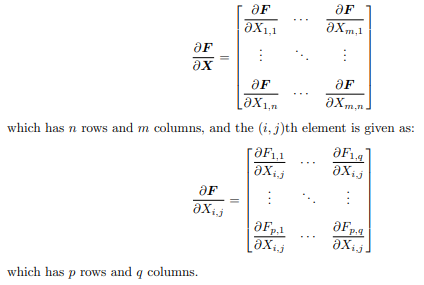 $$\frac{\partial \boldsymbol{F}}{\partial \boldsymbol{X}} = \begin{bmatrix} \frac{\partial \boldsymbol{F}}{\partial X_{1,1}} & \cdots & \frac{\partial \boldsymbol{F}}{\partial X_{m,1}} \\ \vdots & \ddots & \vdots \\ \frac{\partial \boldsymbol{F}}{\partial X_{1,n}} & \cdots & \frac{\partial \boldsymbol{F}}{\partial X_{m,n}} \end{bmatrix}$$
which has $n$ rows and $m$ columns, and the $(i, j)$th element is given as:
$$\frac{\partial \boldsymbol{F}}{\partial X_{i,j}} = \begin{bmatrix} \frac{\partial F_{1,1}}{\partial X_{i,j}} & \cdots & \frac{\partial F_{1,q}}{\partial X_{i,j}} \\ \vdots & \ddots & \vdots \\ \frac{\partial F_{p,1}}{\partial X_{i,j}} & \cdots & \frac{\partial F_{p,q}}{\partial X_{i,j}} \end{bmatrix}$$
which has $p$ rows and $q$ columns.